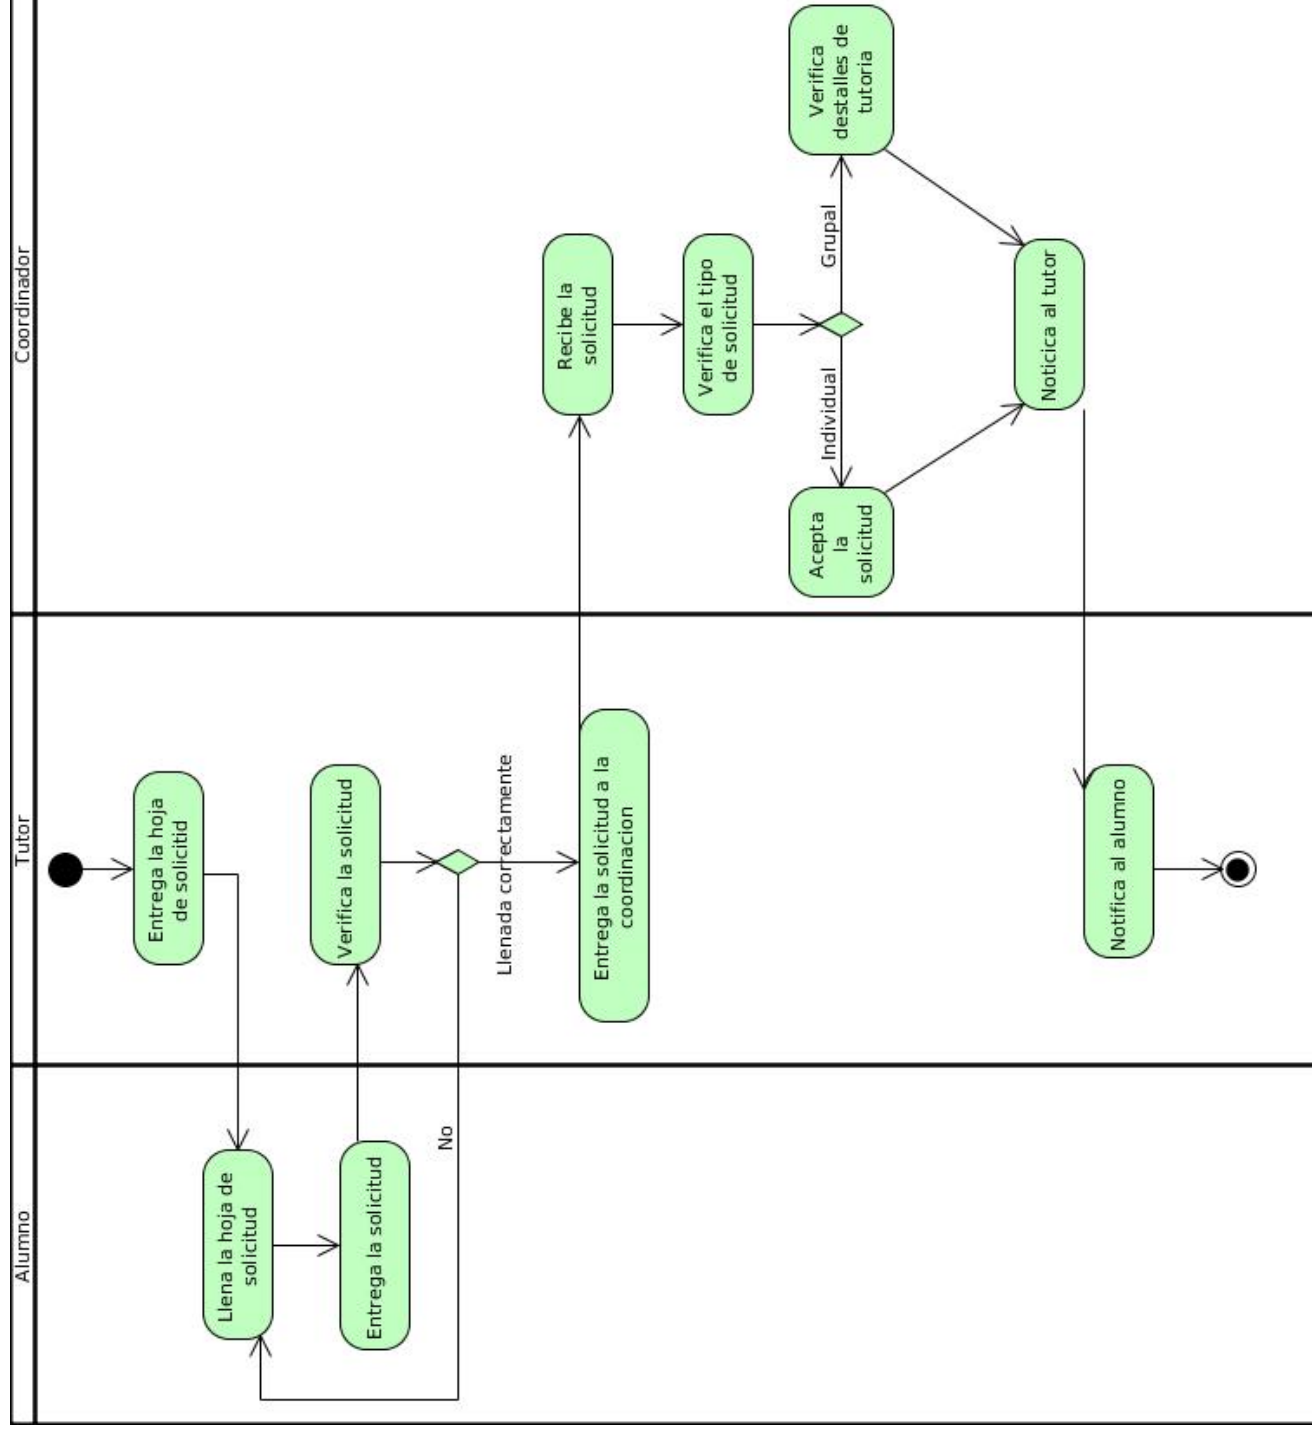 Alumno
Tutor
Coordinador
Entrega la hoja
de solicitid
Llena la hoja de
solicitud
Entrega la solicitud
Verifica la solicitud
No
Llenada correctamente
Entrega la solicitud a la
coordinacion
Recibe la
solicitud
Verifica el tipo
de solicitud
Individual
Grupal
Acepta
la
solicitud
Verifica
destalles de
tutoria
Noticica al tutor
Notifica al alumno